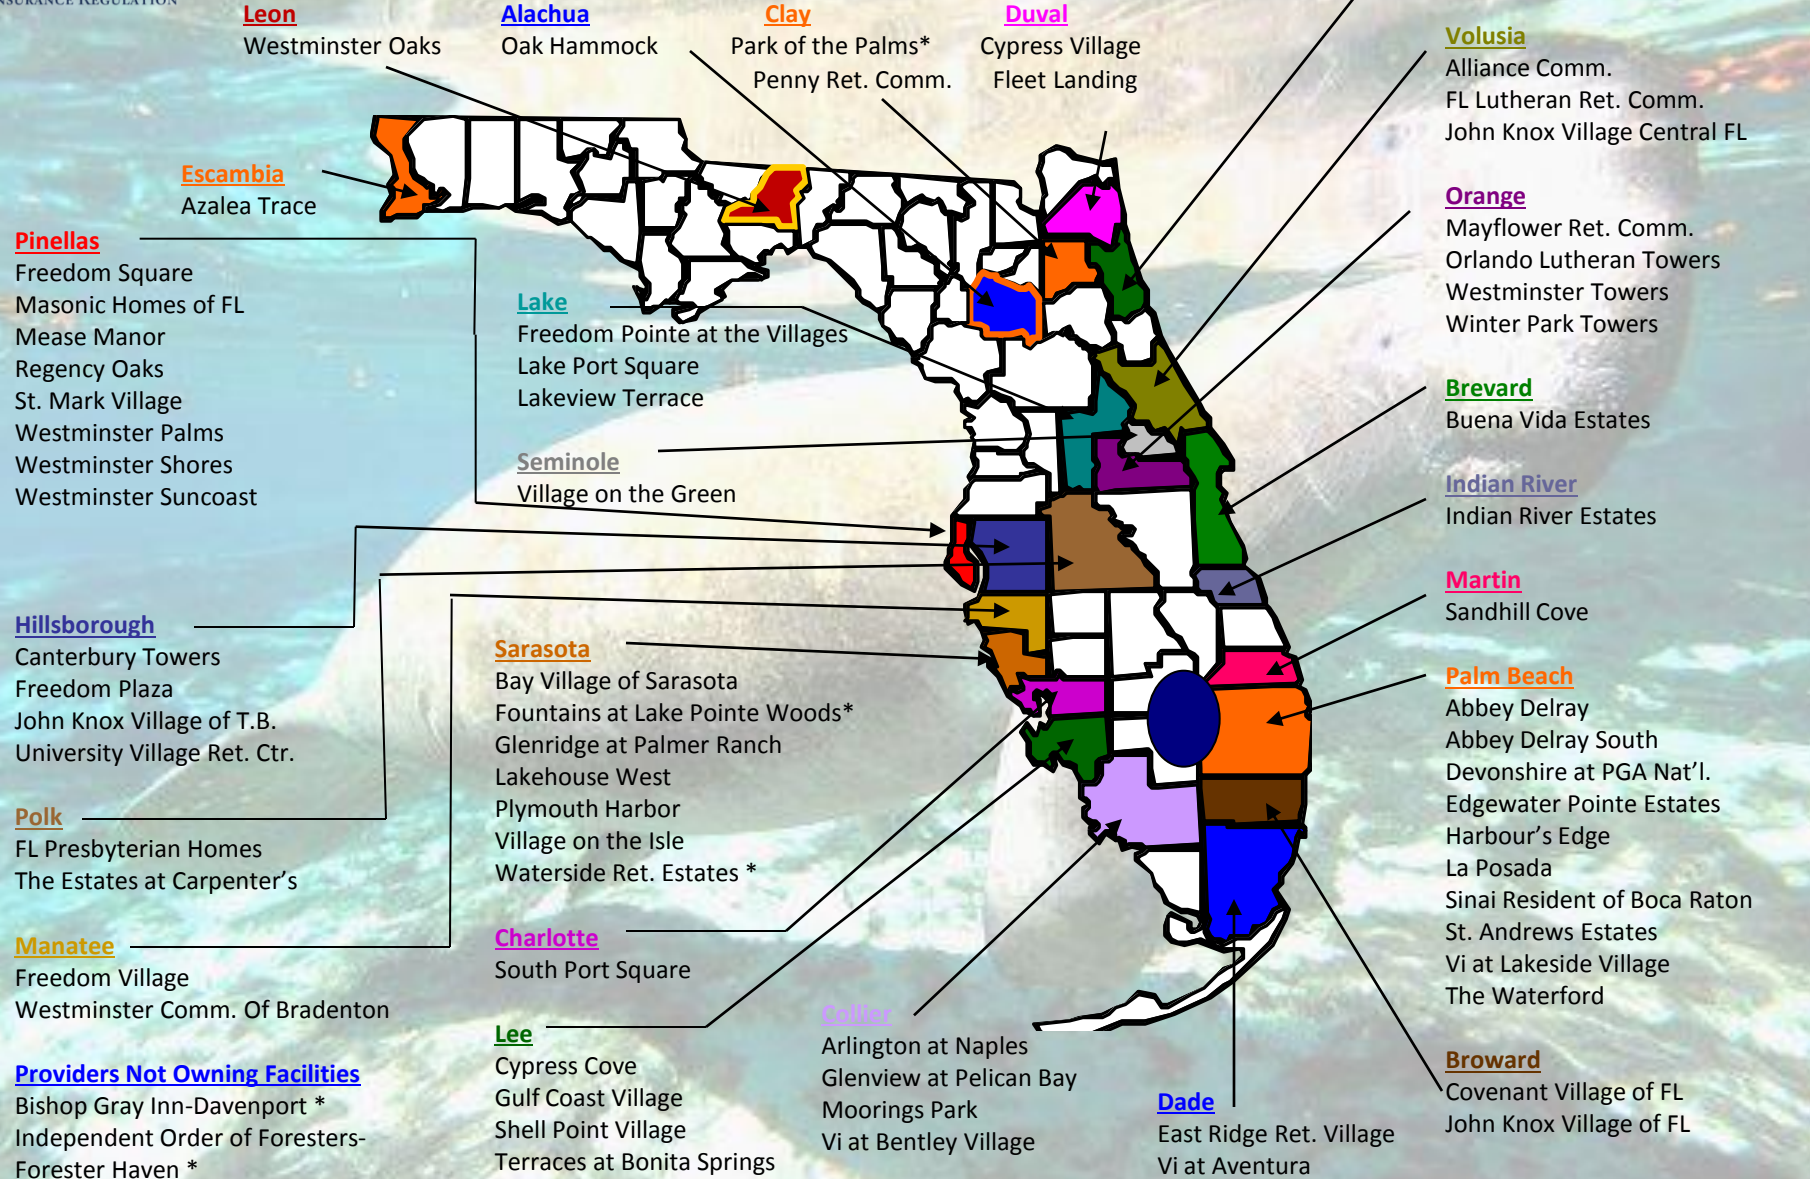 INSURANCE REGULATION
Leon
Westminster Oaks
Alachua
Oak Hammock
Clay
Park of the Palms*
Penny Ret. Comm.
Duval
Cypress Village
Fleet Landing
Volusia
Alliance Comm.
FL Lutheran Ret. Comm.
John Knox Village Central FL
Escambia
Azalea Trace
Orange
Mayflower Ret. Comm.
Orlando Lutheran Towers
Westminster Towers
Winter Park Towers
Pinellas
Freedom Square
Masonic Homes of FL
Mease Manor
Regency Oaks
St. Mark Village
Westminster Palms
Westminster Shores
Westminster Suncoast
Lake
Freedom Pointe at the Villages
Lake Port Square
Lakeview Terrace
Brevard
Buena Vida Estates
Seminole
Village on the Green
Indian River
Indian River Estates
Martin
Sandhill Cove
Hillsborough
Canterbury Towers
Freedom Plaza
John Knox Village of T.B.
University Village Ret. Ctr.
Sarasota
Bay Village of Sarasota
Fountains at Lake Pointe Woods*
Glenridge at Palmer Ranch
Lakehouse West
Plymouth Harbor
Village on the Isle
Waterside Ret. Estates *
Palm Beach
Abbey Delray
Abbey Delray South
Devonshire at PGA Nat’l.
Edgewater Pointe Estates
Harbour’s Edge
La Posada
Sinai Resident of Boca Raton
St. Andrews Estates
Vi at Lakeside Village
The Waterford
Polk
FL Presbyterian Homes
The Estates at Carpenter’s
Manatee
Freedom Village
Westminster Comm. Of Bradenton
Charlotte
South Port Square
Providers Not Owning Facilities
Bishop Gray Inn-Davenport *
Independent Order of Foresters-
Forester Haven *
Lee
Cypress Cove
Gulf Coast Village
Shell Point Village
Terraces at Bonita Springs
Collier
Arlington at Naples
Glenview at Pelican Bay
Moorings Park
Vi at Bentley Village
Dade
East Ridge Ret. Village
Vi at Aventura
Broward
Covenant Village of FL
John Knox Village of FL